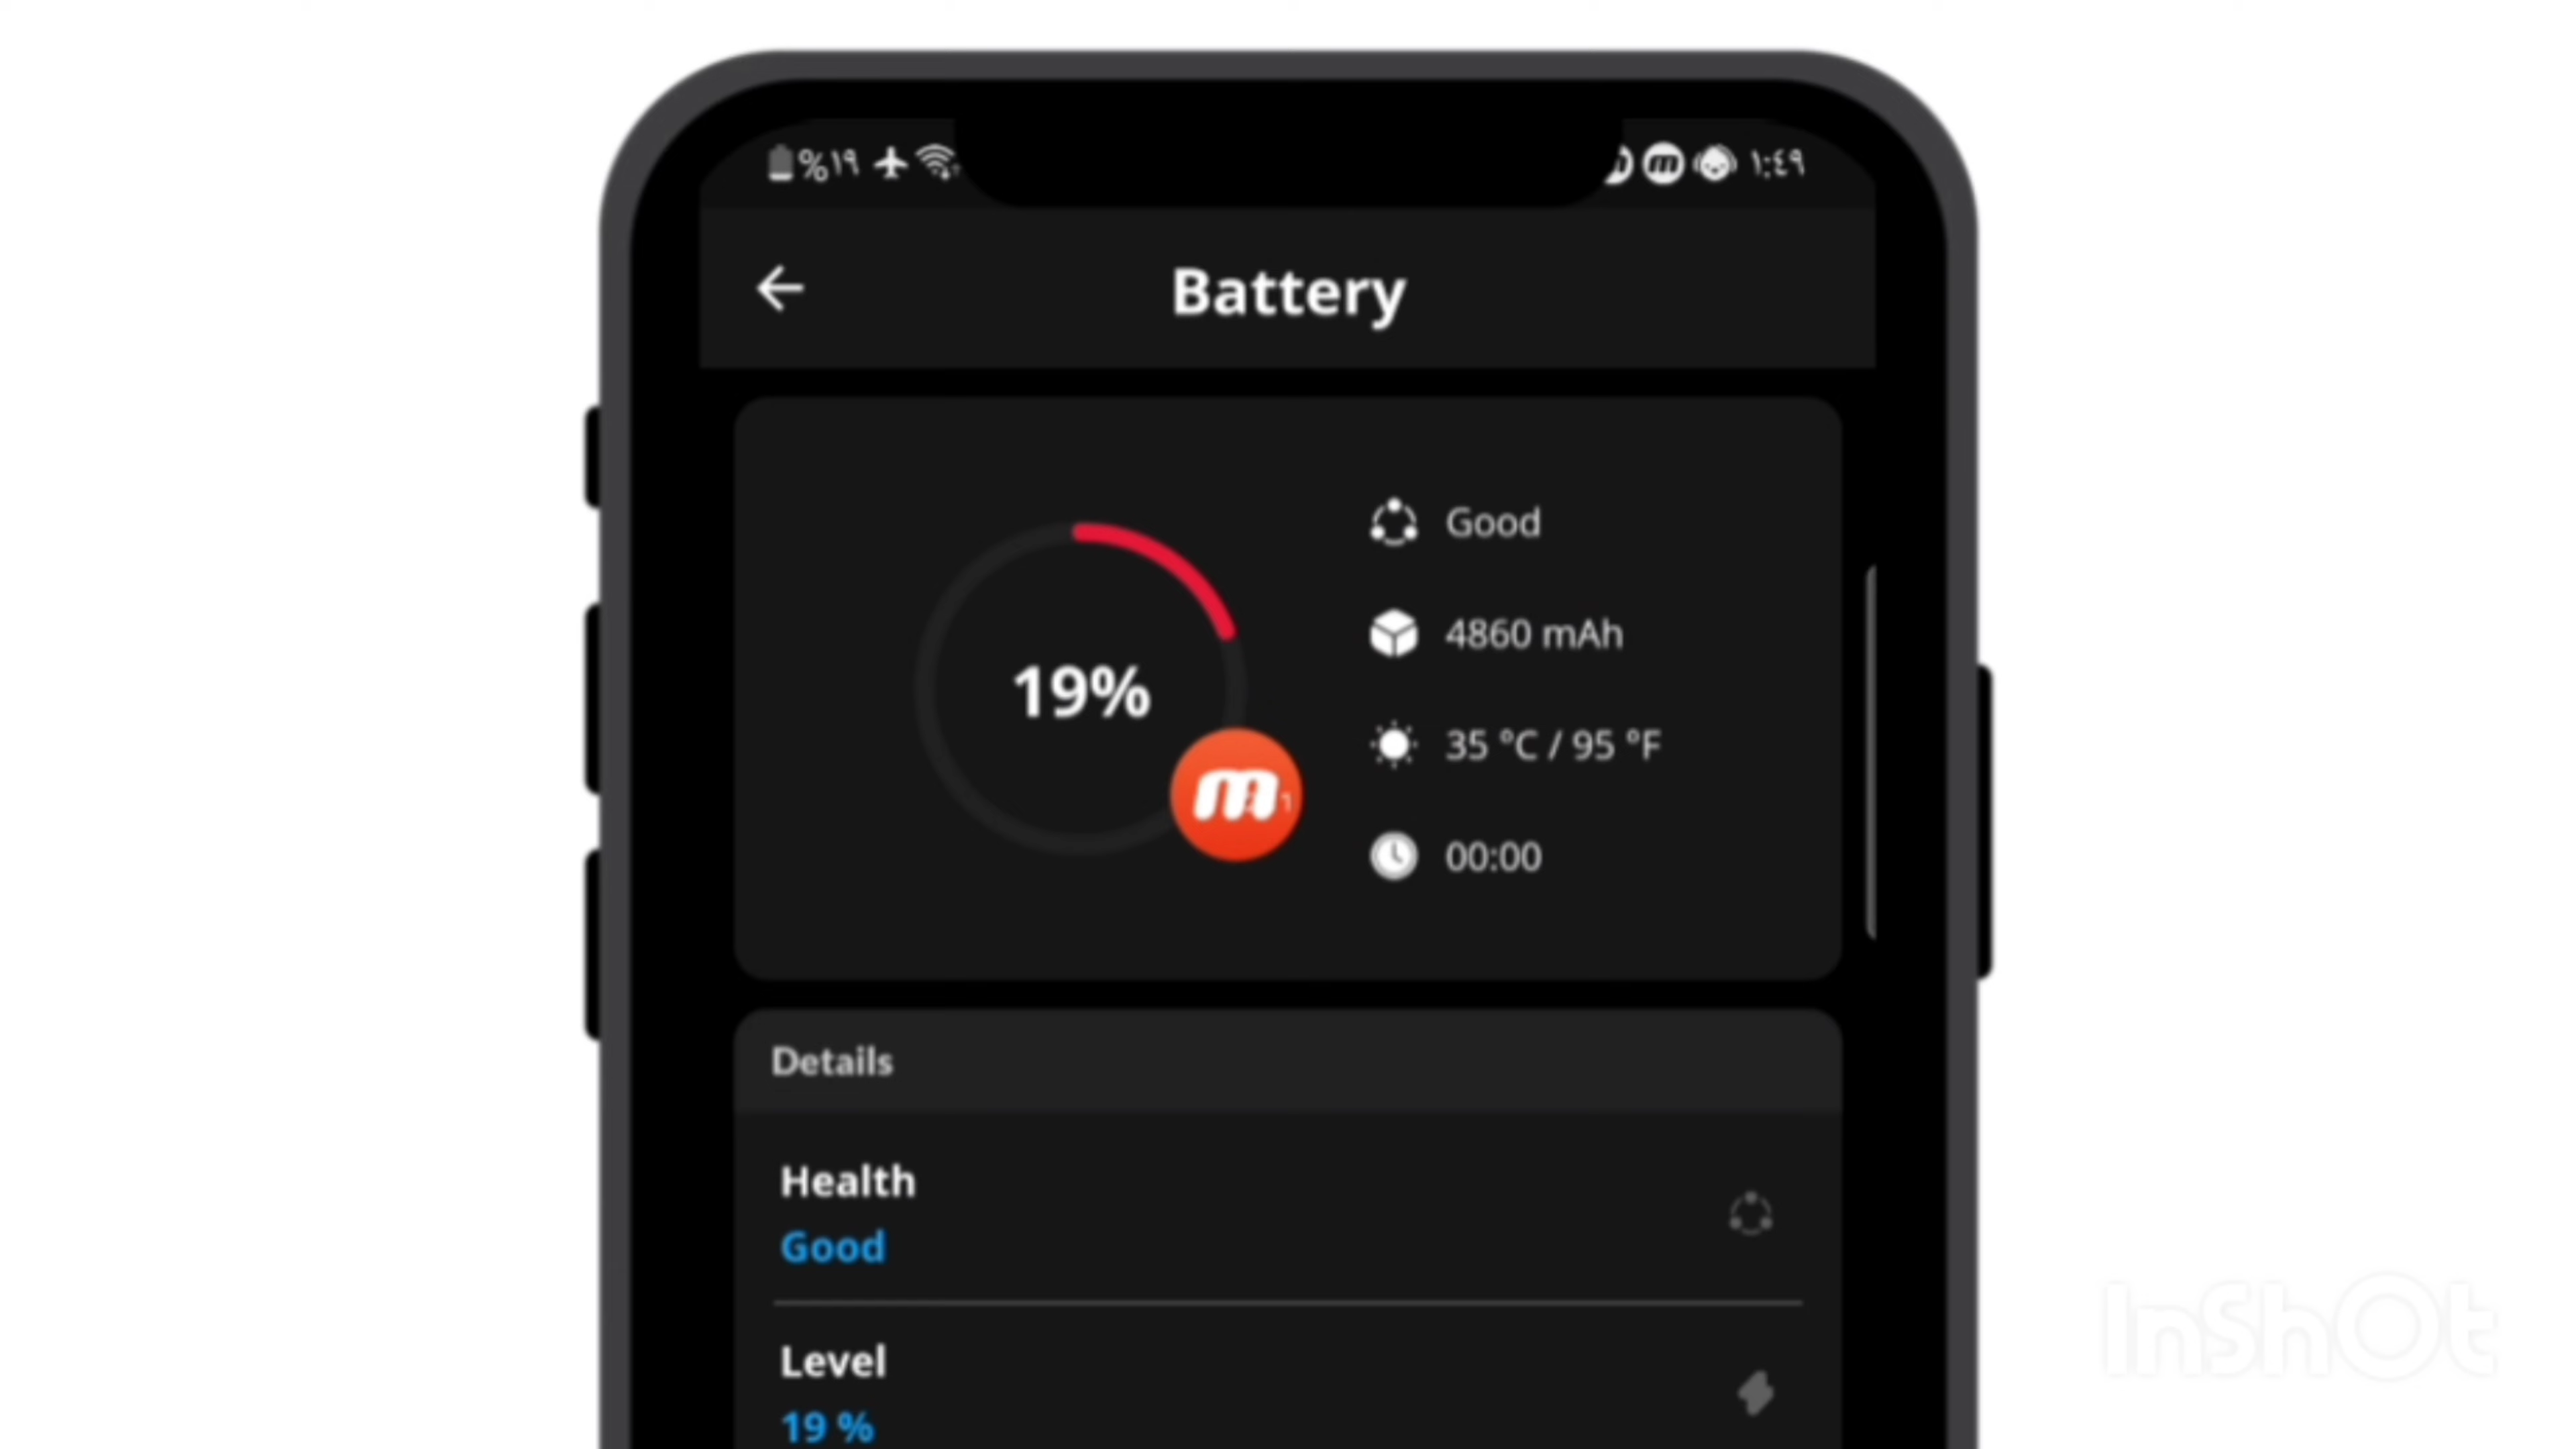 %١٩ ١:٤٩
Battery
19%
Good
4860 mAh
35 °C / 95 °F
00:00
Details
Health
Good
Level
19 %
InShOt